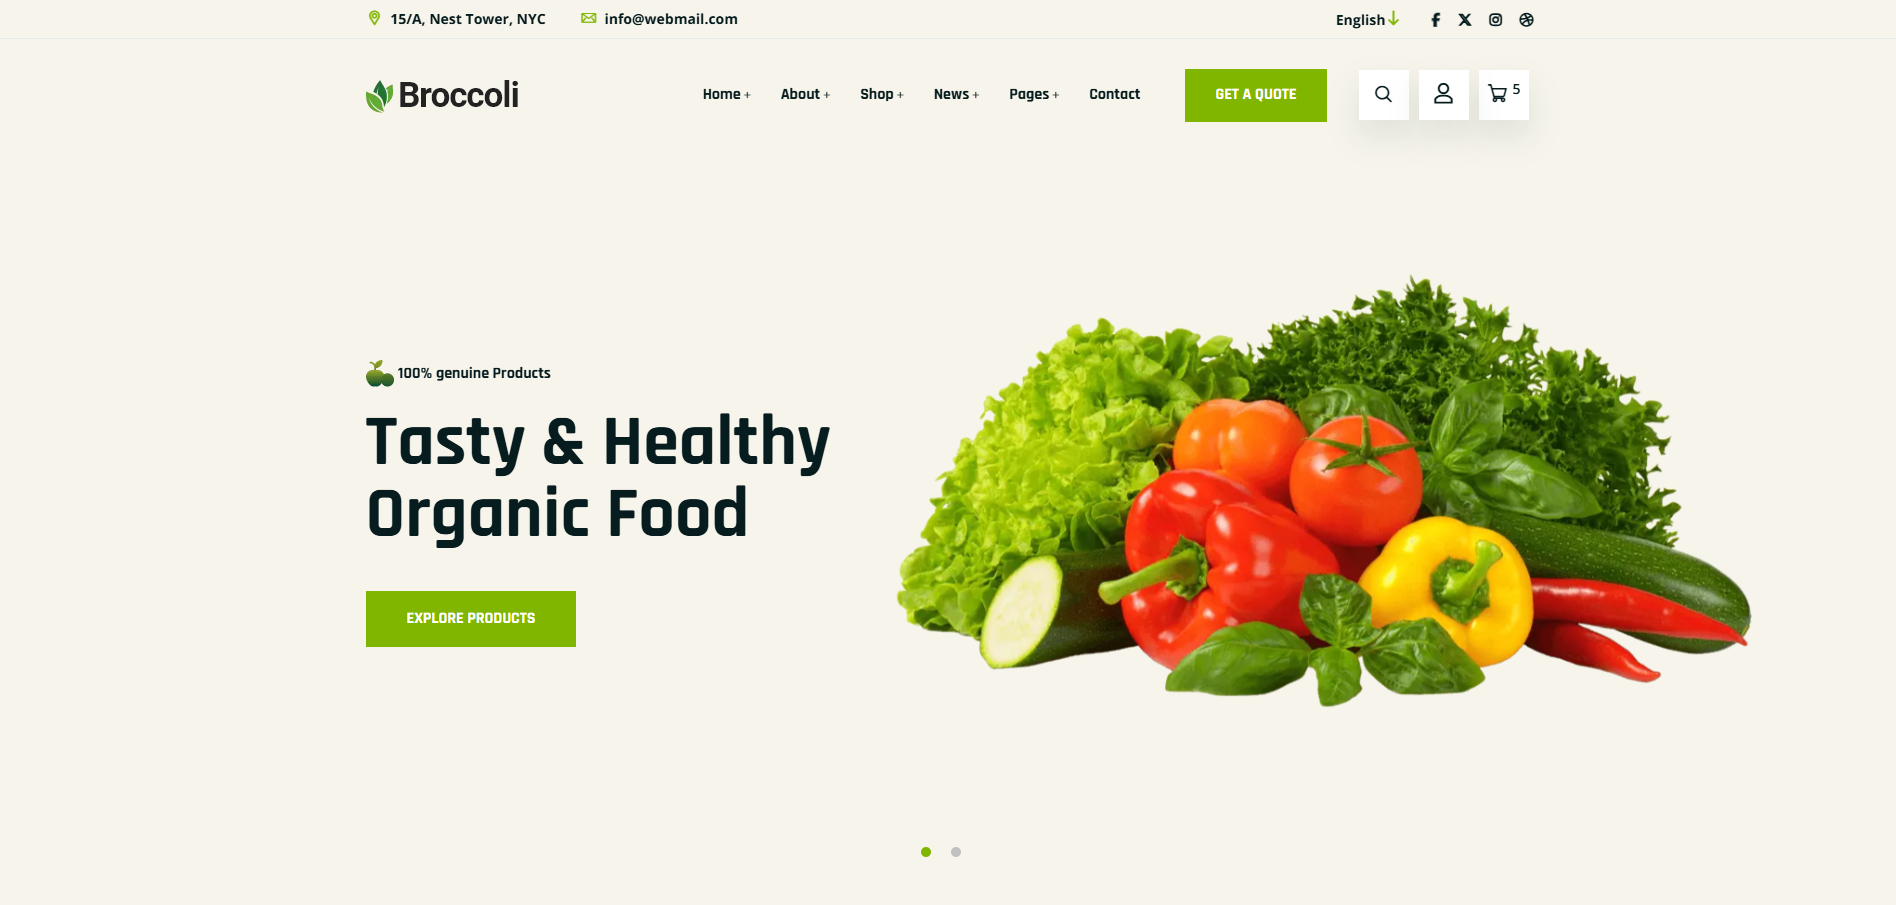 15/A, Nest Tower, NYC
info@webmail.com
English
Broccoli
Home +
About +
Shop +
News +
Pages +
Contact
GET A QUOTE
5
100% genuine Products
Tasty & Healthy
Organic Food
EXPLORE PRODUCTS